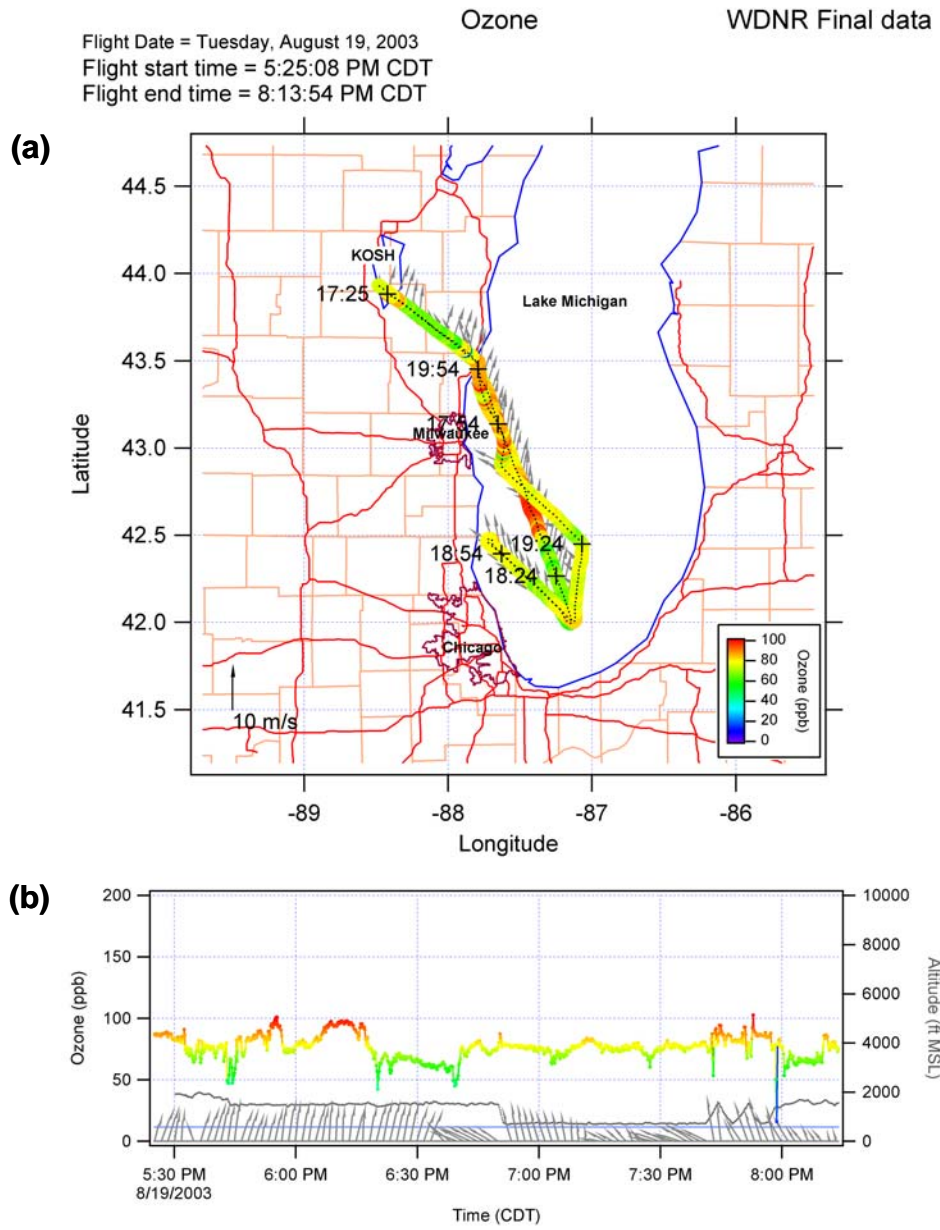 Ozone
WDNR Final data
Flight Date = Tuesday, August 19, 2003
Flight start time = 5:25:08 PM CDT
Flight end time = 8:13:54 PM CDT
(a)
44.5
44.0
43.5
43.0
42.5
42.0
41.5
Latitude
KOSH
17:25
Lake Michigan
19:54
17:54
Milwaukee
19:24
18:54
18:24
Chicago
10 m/s
100
80
60
40
20
0
Ozone (ppb)
-89
-88
-87
-86
Longitude
(b)
200
150
100
50
0
Ozone (ppb)
10000
8000
6000
4000
2000
0
Altitude (ft MSL)
5:30 PM
8/19/2003
6:00 PM
6:30 PM
7:00 PM
7:30 PM
8:00 PM
Time (CDT)